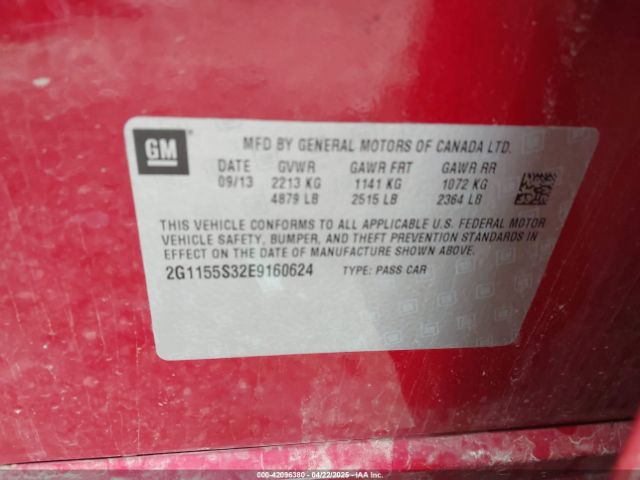 GM
MFD BY GENERAL MOTORS OF CANADA LTD.
DATE GVWR GAWR FRT GAWR RR
09/13 2213 KG 1141 KG 1072 KG
4879 LB 2515 LB 2364 LB
THIS VEHICLE CONFORMS TO ALL APPLICABLE U.S. FEDERAL MOTOR
VEHICLE SAFETY, BUMPER, AND THEFT PREVENTION STANDARDS IN
EFFECT ON THE DATE OF MANUFACTURE SHOWN ABOVE.
2G1155S32E9160624 TYPE: PASS CAR
000-42096380 - 04/22/2025 - IAA Inc.